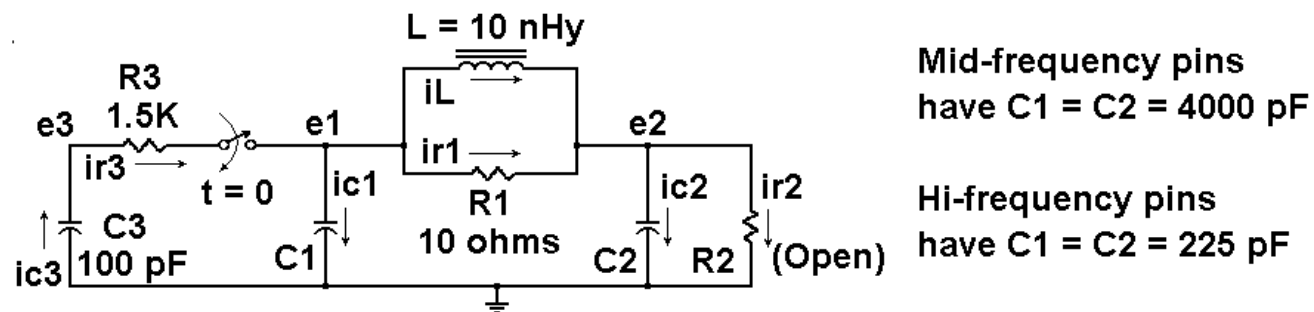 L = 10 nHy
iL
R3
1.5K
e3
ir3
t = 0
e1
ir1
R1
10 ohms
e2
ic1
C1
ic2
C2
ir2
R2
(Open)
C3
100 pF
ic3
Mid-frequency pins
have C1 = C2 = 4000 pF
Hi-frequency pins
have C1 = C2 = 225 pF